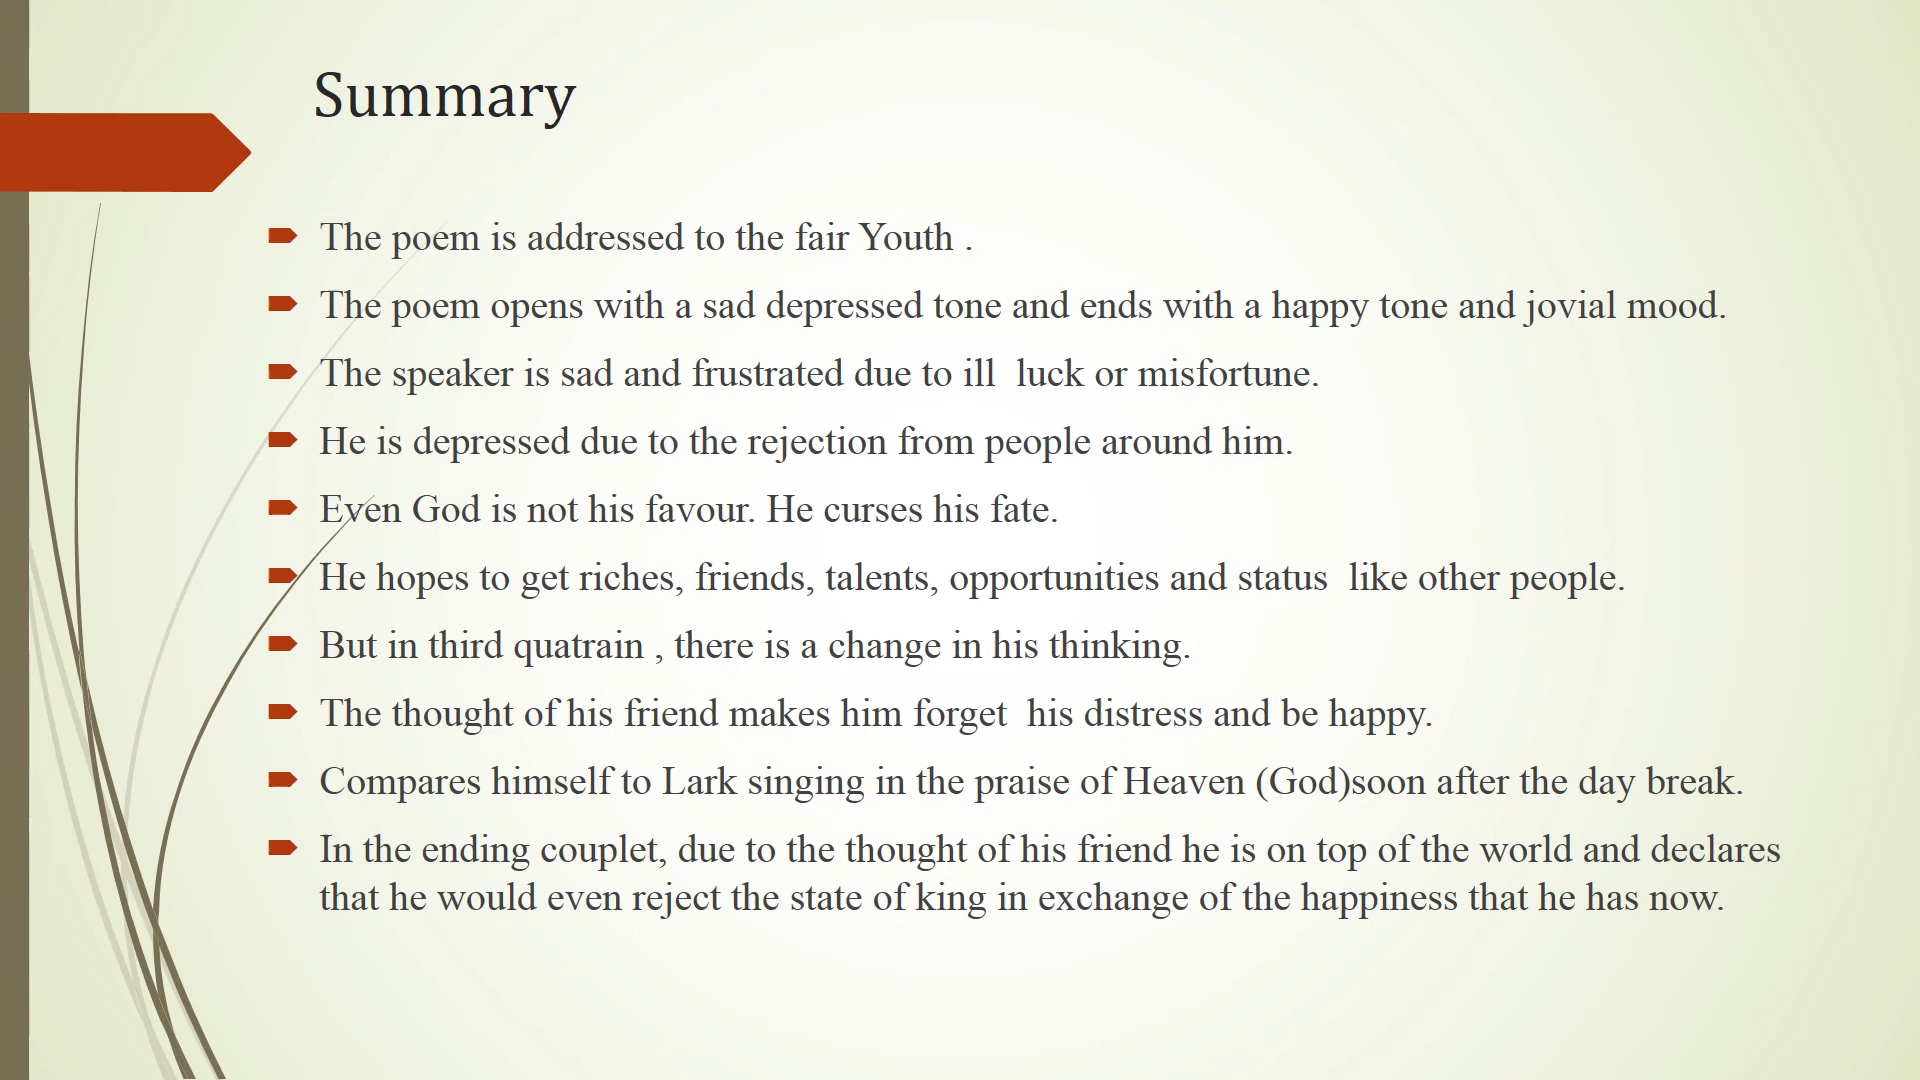 Summary
The poem is addressed to the fair Youth .
The poem opens with a sad depressed tone and ends with a happy tone and jovial mood.
The speaker is sad and frustrated due to ill  luck or misfortune.
He is depressed due to the rejection from people around him.
Even God is not his favour. He curses his fate.
He hopes to get riches, friends, talents, opportunities and status  like other people.
But in third quatrain , there is a change in his thinking.
The thought of his friend makes him forget  his distress and be happy.
Compares himself to Lark singing in the praise of Heaven (God)soon after the day break.
In the ending couplet, due to the thought of his friend he is on top of the world and declares
that he would even reject the state of king in exchange of the happiness that he has now.